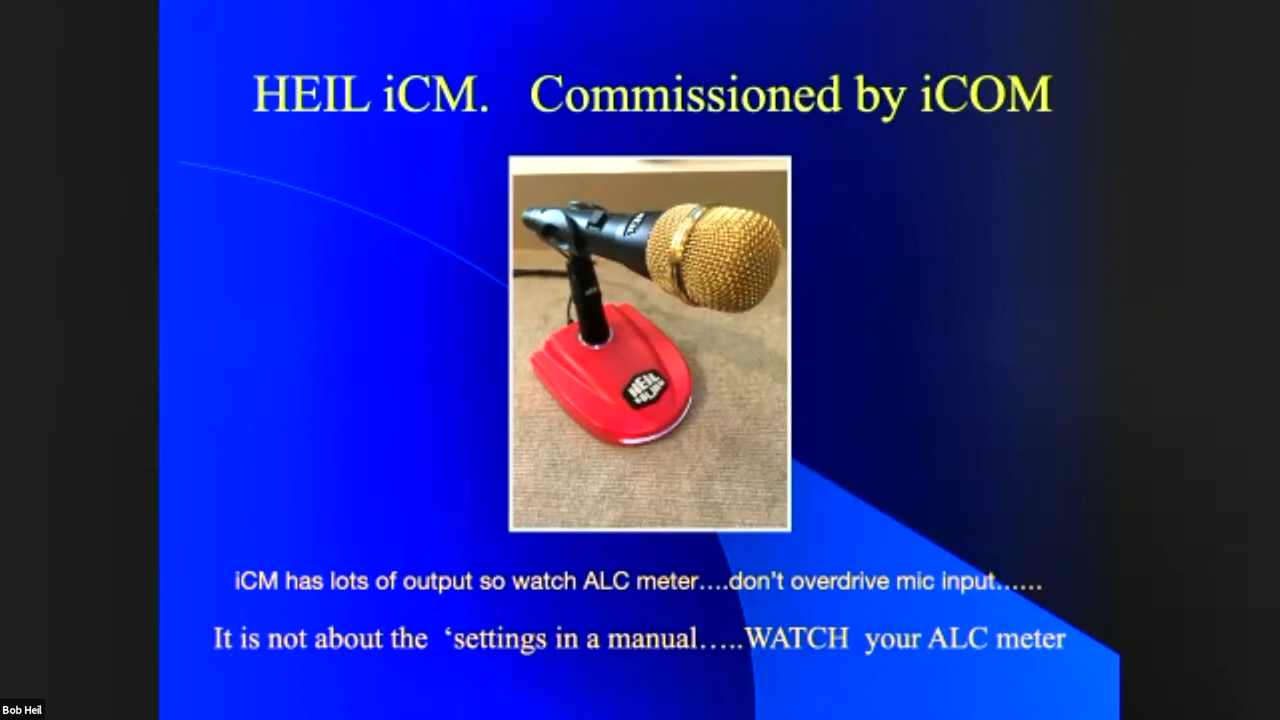 HEIL iCM. Commissioned by iCOM
HEIL
iCM has lots of output so watch ALC meter....don't overdrive mic input......
It is not about the ‘settings in a manual…..WATCH your ALC meter
Bob Heil